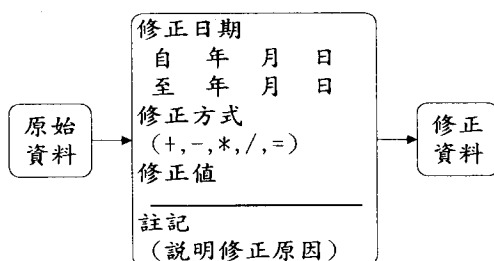 原始
資料
修正日期
自 年 月 日
至 年 月 日
修正方式
(+,-,*,/,=)
修正值
註記
(說明修正原因)
修正
資料